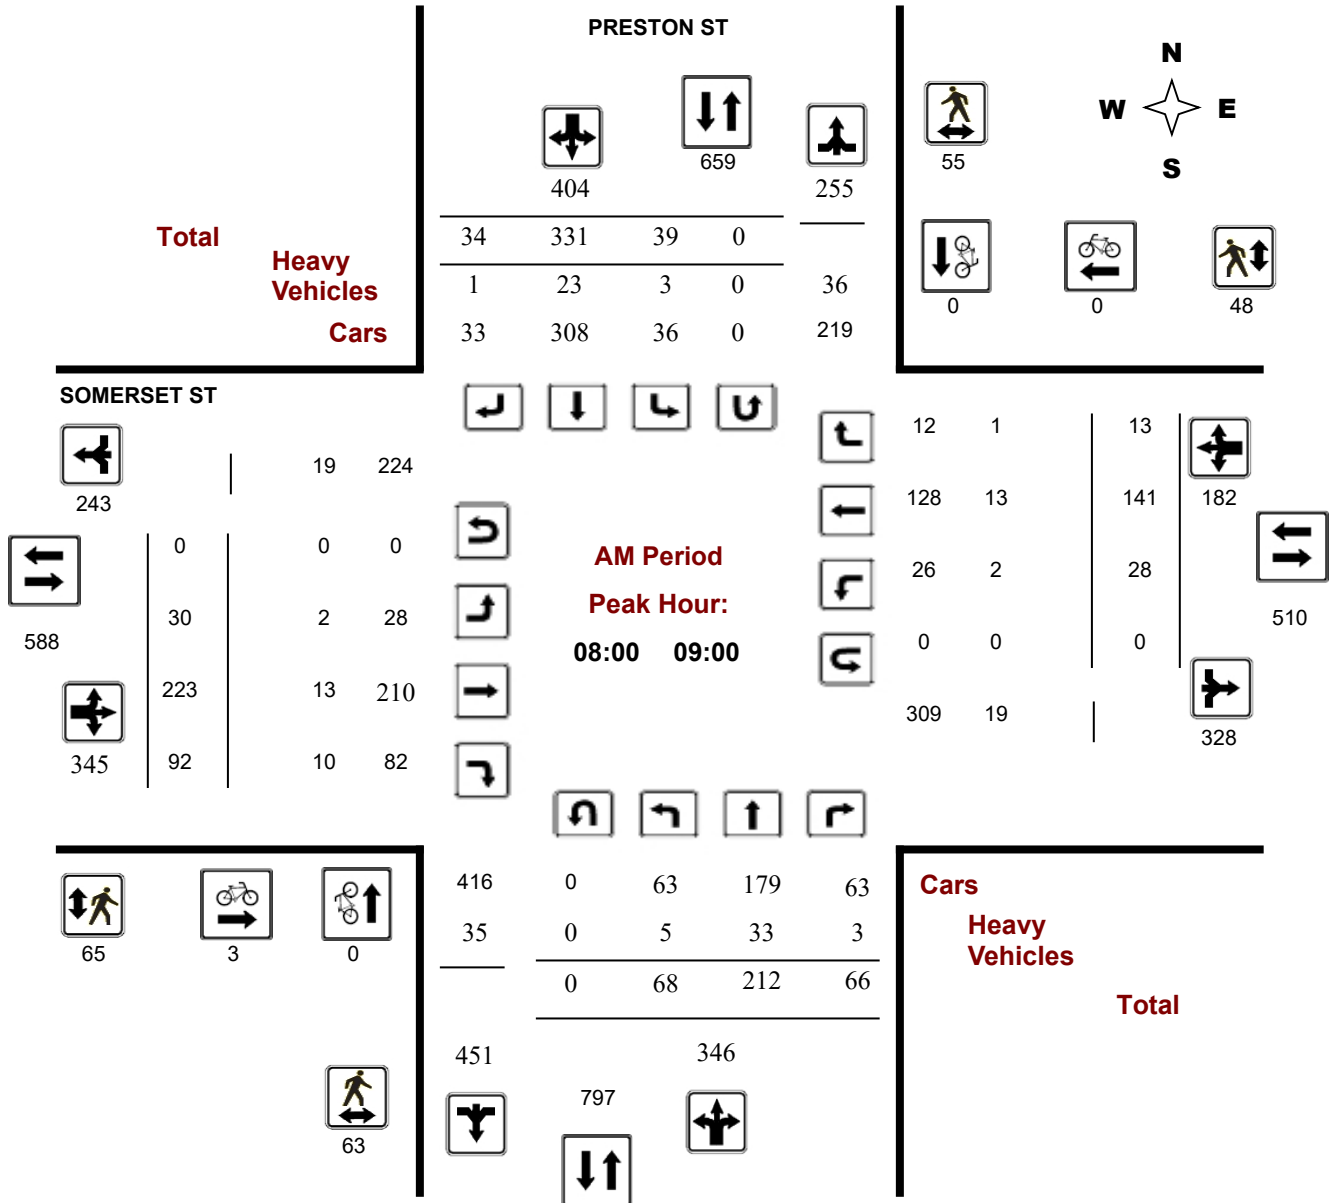 PRESTON ST
N
W E
S
659
55
404 255
Total 34 331 39 0
Heavy
Vehicles 1 23 3 0 36
0 0 48
Cars 33 308 36 0 219
SOMERSET ST
12 1 13
19 224
243
128 13 141 182
0 0 0
AM Period
26 2 28
Peak Hour:
30 2 28
510
588
0 0 0
08:00 09:00
223 13 210
309 19
328
345 92 10 82
416 0 63 179 63
Cars
35 0 5 33 3
Heavy
Vehicles
65 3 0
0 68 212 66
Total
451 346
797
63